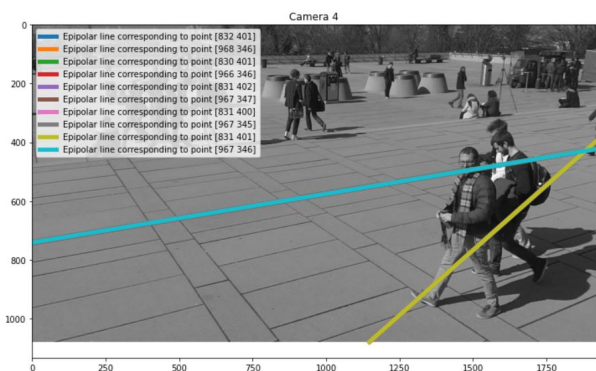 Camera 4
0
200
400
600
800
1000
Epipolar line corresponding to point [832 401]
Epipolar line corresponding to point [968 346]
Epipolar line corresponding to point [830 401]
Epipolar line corresponding to point [966 346]
Epipolar line corresponding to point [831 402]
Epipolar line corresponding to point [967 347]
Epipolar line corresponding to point [831 400]
Epipolar line corresponding to point [967 345]
Epipolar line corresponding to point [831 401]
Epipolar line corresponding to point [967 346]
0 250 500 750 1000 1250 1500 1750